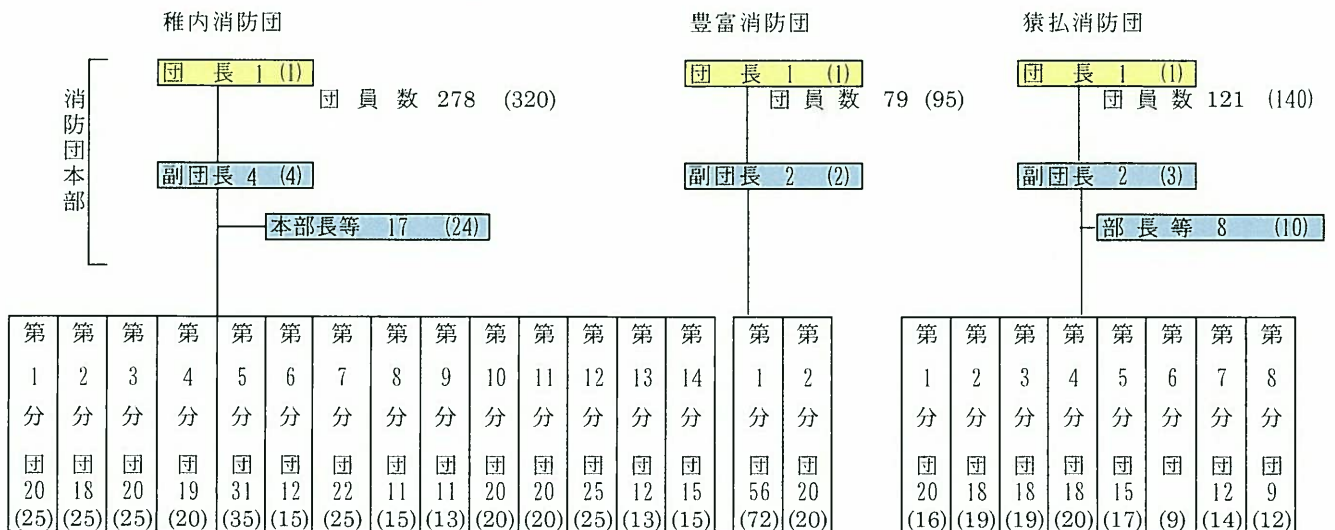 稚内消防団
豊富消防団
猿払消防団
消防団本部
団 長 1 (1)
団 員 数 278 (320)
副団長 4 (4)
本部長等 17 (24)
団 長 1 (1)
団 員 数 79 (95)
副団長 2 (2)
団 長 1 (1)
団 員 数 121 (140)
副団長 2 (3)
部 長 等 8 (10)
第1分団 20 (25)
第2分団 18 (25)
第3分団 20 (25)
第4分団 19 (20)
第5分団 31 (35)
第6分団 12 (15)
第7分団 22 (25)
第8分団 11 (15)
第9分団 11 (13)
第10分団 20 (20)
第11分団 20 (20)
第12分団 25 (25)
第13分団 12 (13)
第14分団 15 (15)
第1分団 56 (72)
第2分団 20 (20)
第1分団 20 (16)
第2分団 18 (19)
第3分団 18 (19)
第4分団 18 (20)
第5分団 15 (17)
第6分団 (9)
第7分団 12 (14)
第8分団 9 (12)